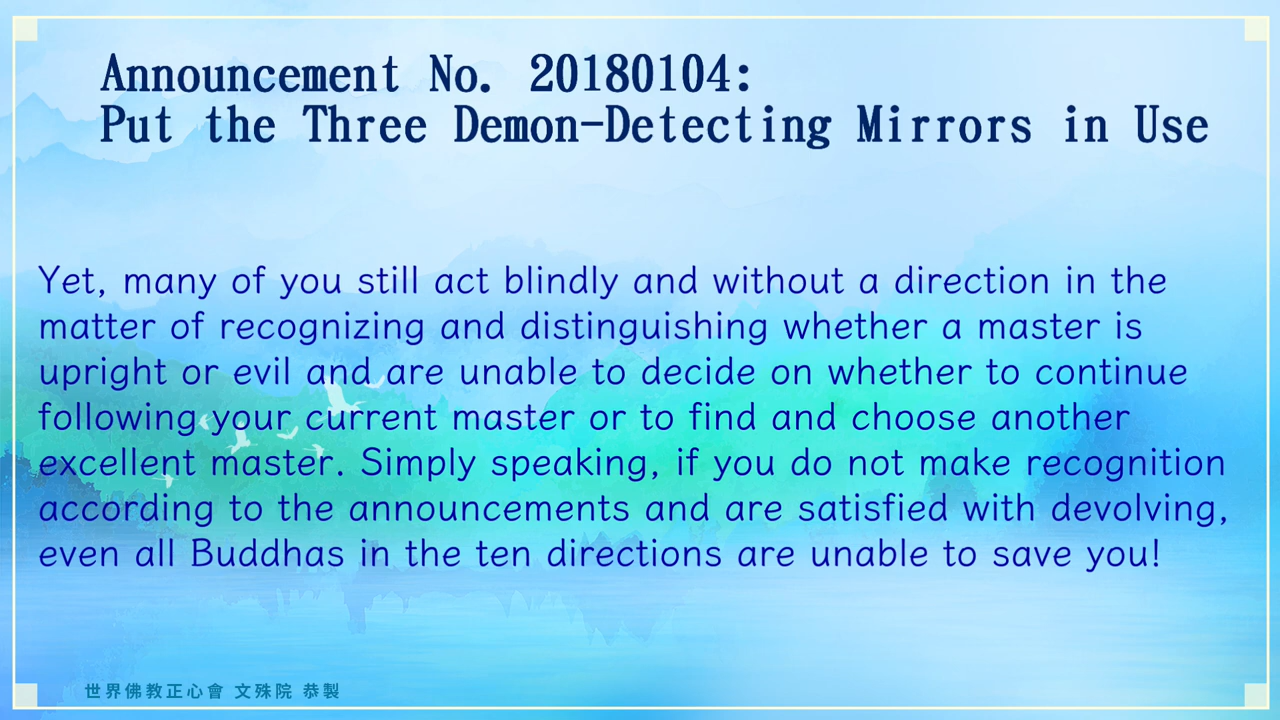 Announcement No. 20180104:
Put the Three Demon-Detecting Mirrors in Use
Yet, many of you still act blindly and without a direction in the
matter of recognizing and distinguishing whether a master is
upright or evil and are unable to decide on whether to continue
following your current master or to find and choose another
excellent master. Simply speaking, if you do not make recognition
according to the announcements and are satisfied with devolving,
even all Buddhas in the ten directions are unable to save you!
世界佛教正心會 文殊院 恭製